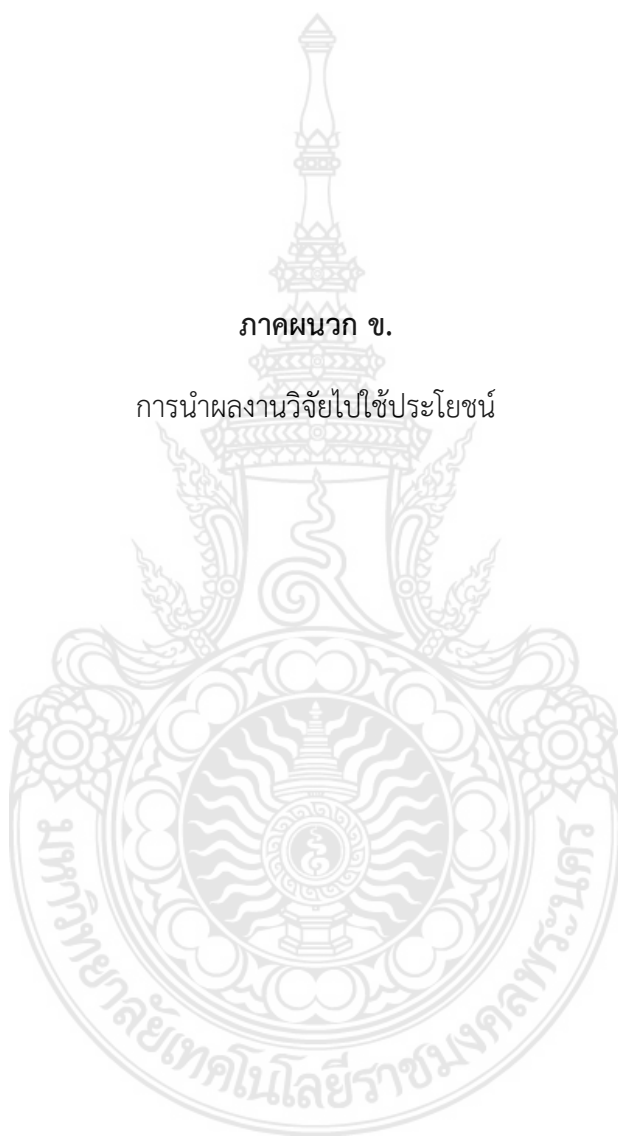 ภาคผนวก ข.
การนำผลงานวิจัยไปใช้ประโยชน์
มหาวิทยาลัยเทคโนโลยีราชมงคลพระนคร